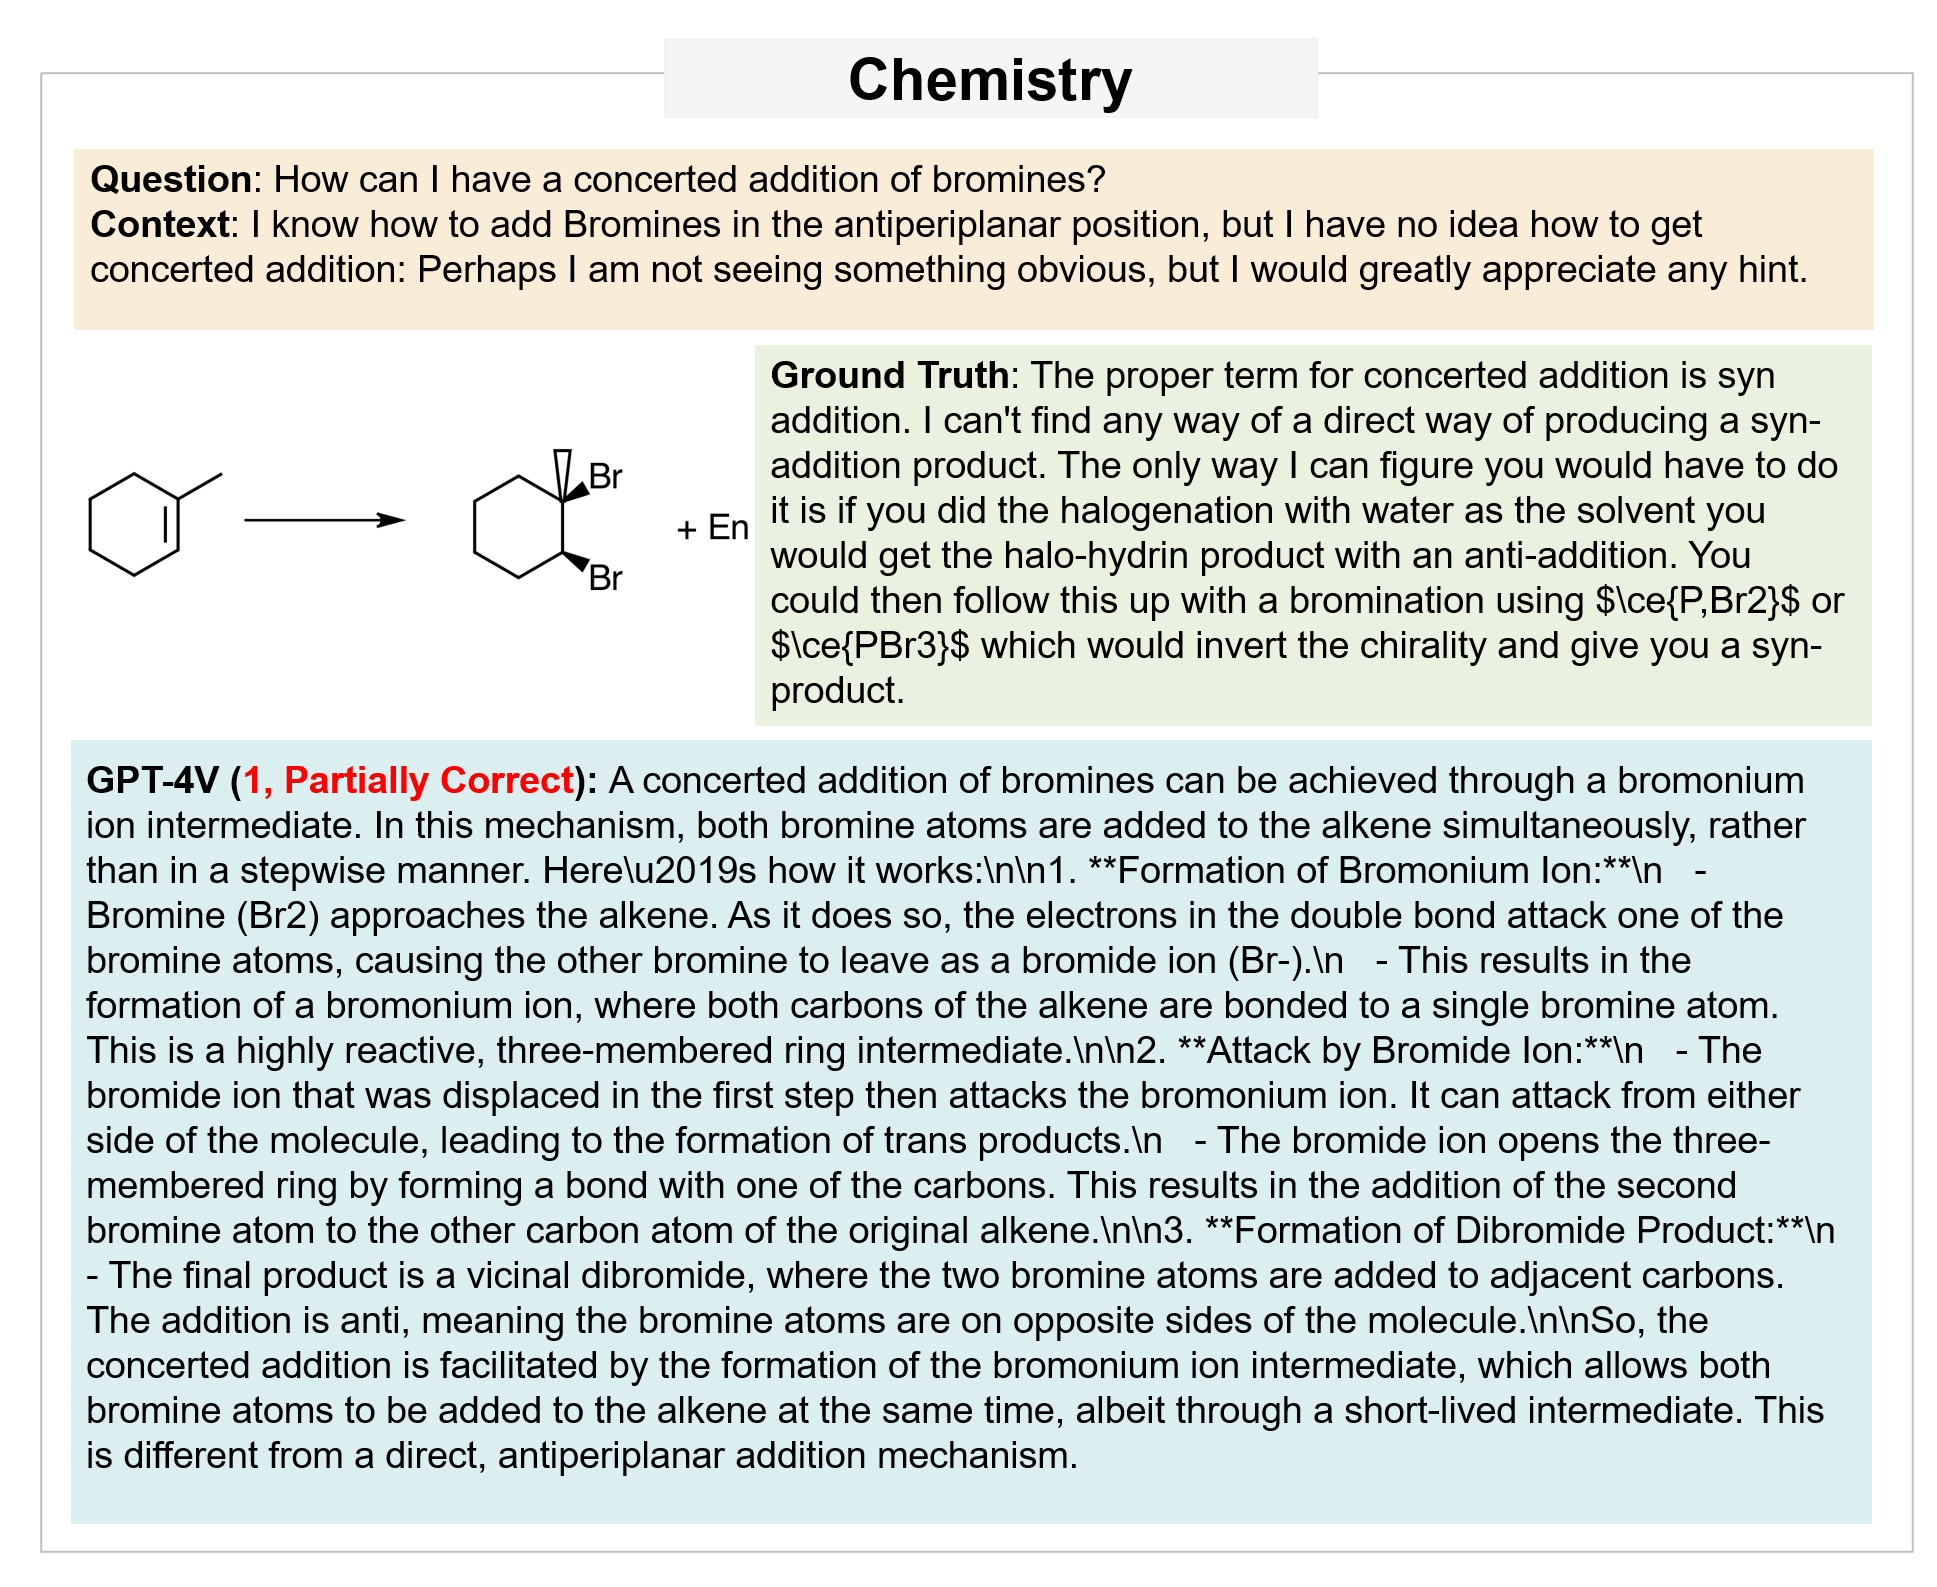 Chemistry
Question: How can I have a concerted addition of bromines?
Context: I know how to add Bromines in the antiperiplanar position, but I have no idea how to get
concerted addition: Perhaps I am not seeing something obvious, but I would greatly appreciate any hint.
Br
Br
+ En
Ground Truth: The proper term for concerted addition is syn
addition. I can't find any way of a direct way of producing a syn-
addition product. The only way I can figure you would have to do
it is if you did the halogenation with water as the solvent you
would get the halo-hydrin product with an anti-addition. You
could then follow this up with a bromination using $\ce{P,Br2}$ or
$\ce{PBr3}$ which would invert the chirality and give you a syn-
product.
GPT-4V (1, Partially Correct): A concerted addition of bromines can be achieved through a bromonium
ion intermediate. In this mechanism, both bromine atoms are added to the alkene simultaneously, rather
than in a stepwise manner. Here\u2019s how it works:\n\n1. **Formation of Bromonium Ion:**\n   -
Bromine (Br2) approaches the alkene. As it does so, the electrons in the double bond attack one of the
bromine atoms, causing the other bromine to leave as a bromide ion (Br-).\n   - This results in the
formation of a bromonium ion, where both carbons of the alkene are bonded to a single bromine atom.
This is a highly reactive, three-membered ring intermediate.\n\n2. **Attack by Bromide Ion:**\n   - The
bromide ion that was displaced in the first step then attacks the bromonium ion. It can attack from either
side of the molecule, leading to the formation of trans products.\n   - The bromide ion opens the three-
membered ring by forming a bond with one of the carbons. This results in the addition of the second
bromine atom to the other carbon atom of the original alkene.\n\n3. **Formation of Dibromide Product:**\n
- The final product is a vicinal dibromide, where the two bromine atoms are added to adjacent carbons.
The addition is anti, meaning the bromine atoms are on opposite sides of the molecule.\n\nSo, the
concerted addition is facilitated by the formation of the bromonium ion intermediate, which allows both
bromine atoms to be added to the alkene at the same time, albeit through a short-lived intermediate. This
is different from a direct, antiperiplanar addition mechanism.